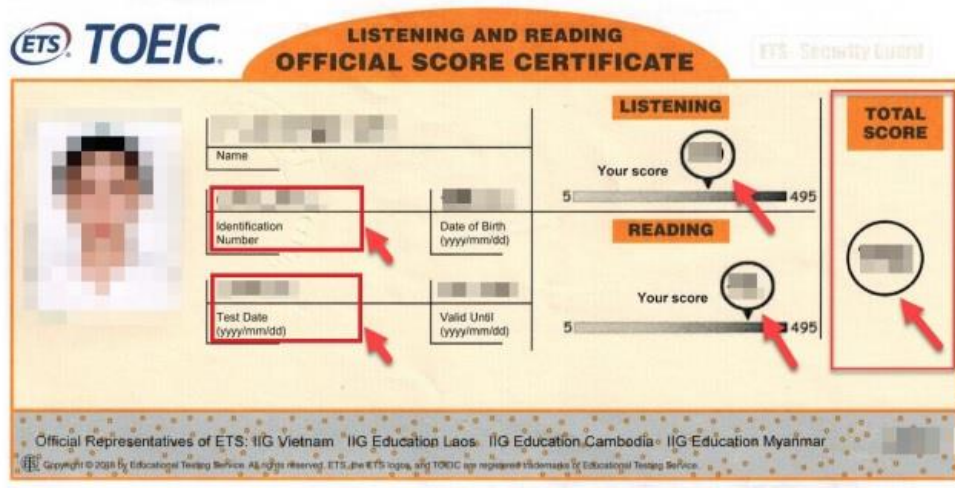 ETS TOEIC
LISTENING AND READING
OFFICIAL SCORE CERTIFICATE
ETS Security Guard
Name
Identification
Number
Date of Birth
(yyyy/mm/dd)
Test Date
(yyyy/mm/dd)
Valid Until
(yyyy/mm/dd)
LISTENING
Your score
5 495
READING
Your score
5 495
TOTAL
SCORE
Official Representatives of ETS: IIG Vietnam IIG Education Laos IIG Education Cambodia IIG Education Myanmar
Copyright © by Educational Testing Service. All rights reserved. ETS, the ETS logos, and TOEIC are registered trademarks of Educational Testing Service.